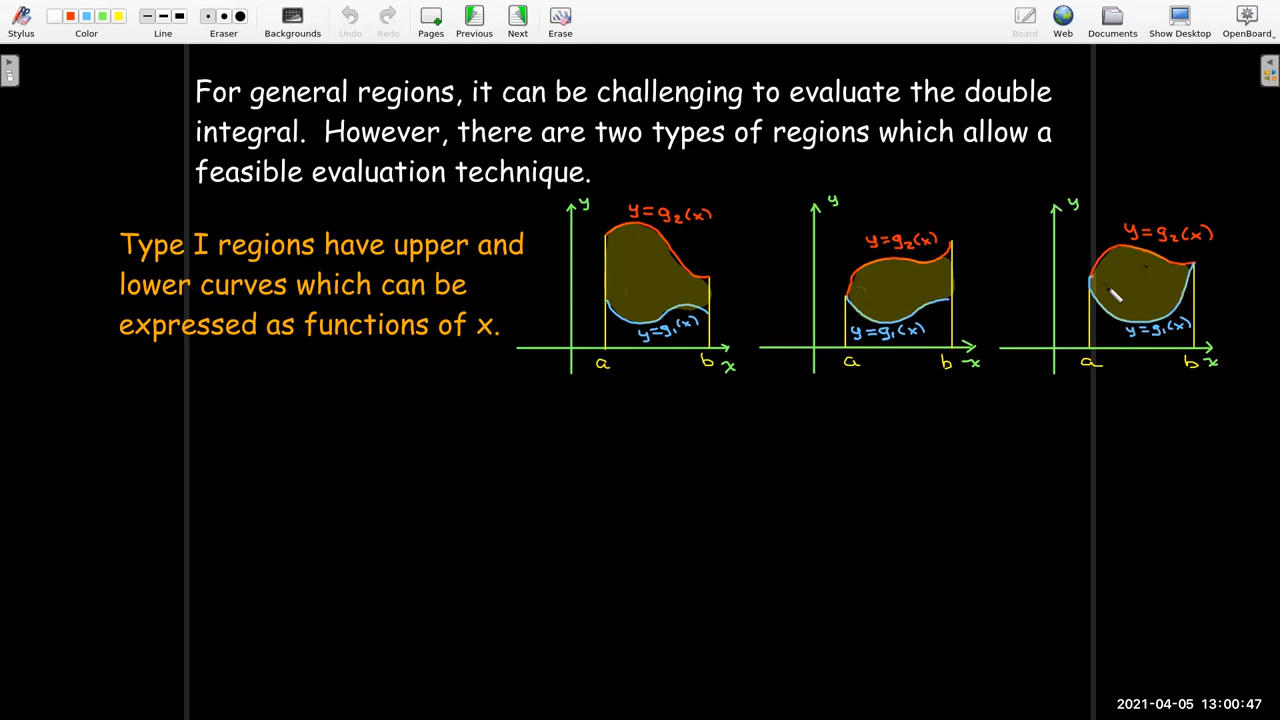 Stylus
Color
Line
Eraser
Backgrounds
Undo
Redo
Pages
Previous
Next
Erase
Board
Web
Documents
Show Desktop
OpenBoard
For general regions, it can be challenging to evaluate the double
integral. However, there are two types of regions which allow a
feasible evaluation technique.
Type I regions have upper and
lower curves which can be
expressed as functions of x.
y
y=g₂(x)
y=g₁(x)
a
b
x
y
y=g₂(x)
y=g₁(x)
a
b
x
y
y=g₂(x)
y=g₁(x)
a
b
x
2021-04-05 13:00:47